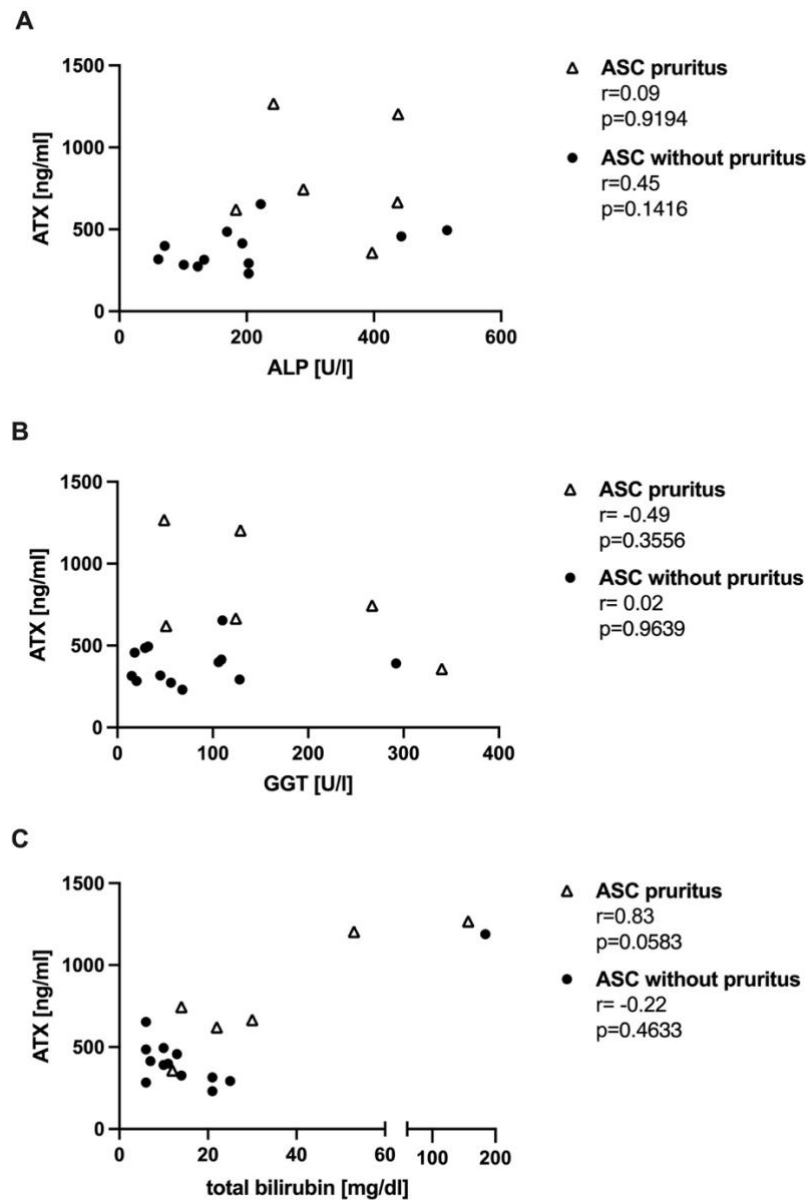 A
1500
1000
500
0
ATX [ng/ml]
0 200 400 600
ALP [U/l]
ASC pruritus
r=0.09
p=0.9194
ASC without pruritus
r=0.45
p=0.1416
B
1500
1000
500
0
ATX [ng/ml]
0 100 200 300 400
GGT [U/l]
ASC pruritus
r= -0.49
p=0.3556
ASC without pruritus
r= 0.02
p=0.9639
C
1500
1000
500
0
ATX [ng/ml]
0 20 40 60 100 200
total bilirubin [mg/dl]
ASC pruritus
r=0.83
p=0.0583
ASC without pruritus
r= -0.22
p=0.4633